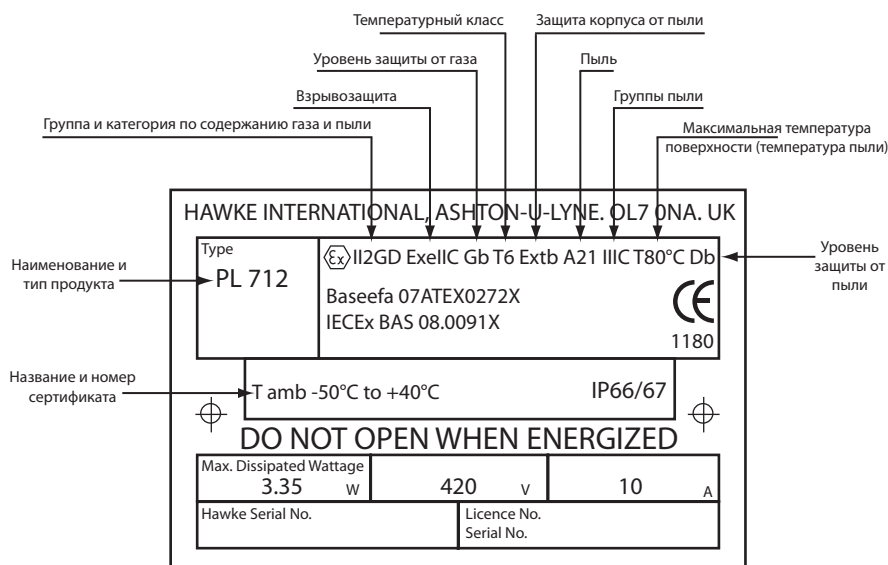 Температурный класс
Защита корпуса от пыли
Уровень защиты от газа
Пыль
Взрывозащита
Группы пыли
Группа и категория по содержанию газа и пыли
Максимальная температура
поверхности (температура пыли)
HAWKE INTERNATIONAL, ASHTON-U-LYNE. OL7 0NA. UK
Наименование и
тип продукта
Type
PL 712
Ex II2GD ExeIIC Gb T6 Extb A21 IIIC T80°C Db
Уровень
защиты от
пыли
Baseefa 07ATEX0272X
IECEx BAS 08.0091X
CE
1180
Название и номер
сертификата
T amb -50°C to +40°C
IP66/67
DO NOT OPEN WHEN ENERGIZED
Max. Dissipated Wattage
3.35 W
420 V
10 A
Hawke Serial No.
Licence No.
Serial No.